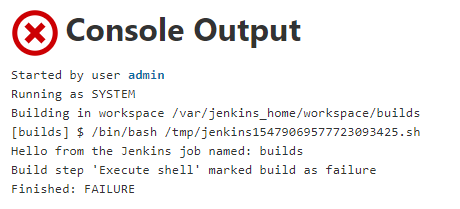 Console Output
Started by user admin
Running as SYSTEM
Building in workspace /var/jenkins_home/workspace/builds
[builds] $ /bin/bash /tmp/jenkins15479069577723093425.sh
Hello from the Jenkins job named: builds
Build step 'Execute shell' marked build as failure
Finished: FAILURE